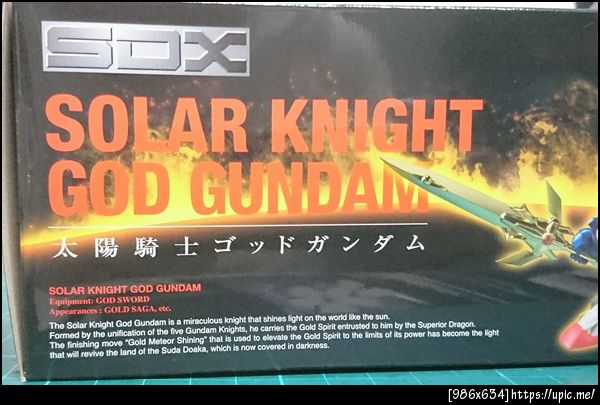 SDX
SOLAR KNIGHT
GOD GUNDAM
太陽騎士ゴッドガンダム
SOLAR KNIGHT GOD GUNDAM
Equipment: GOD SWORD
Appearances : GOLD SAGA, etc.
The Solar Knight God Gundam is a miraculous knight that shines light on the world like the sun.
Formed by the unification of the five Gundam Knights, he carries the Gold Spirit entrusted to him by the Superior Dragon.
The finishing move "Gold Meteor Shining" that is used to elevate the Gold Spirit to the limits of its power has become the light
that will revive the land of the Suda Doaka, which is now covered in darkness.
[986x634]https://upic.me/